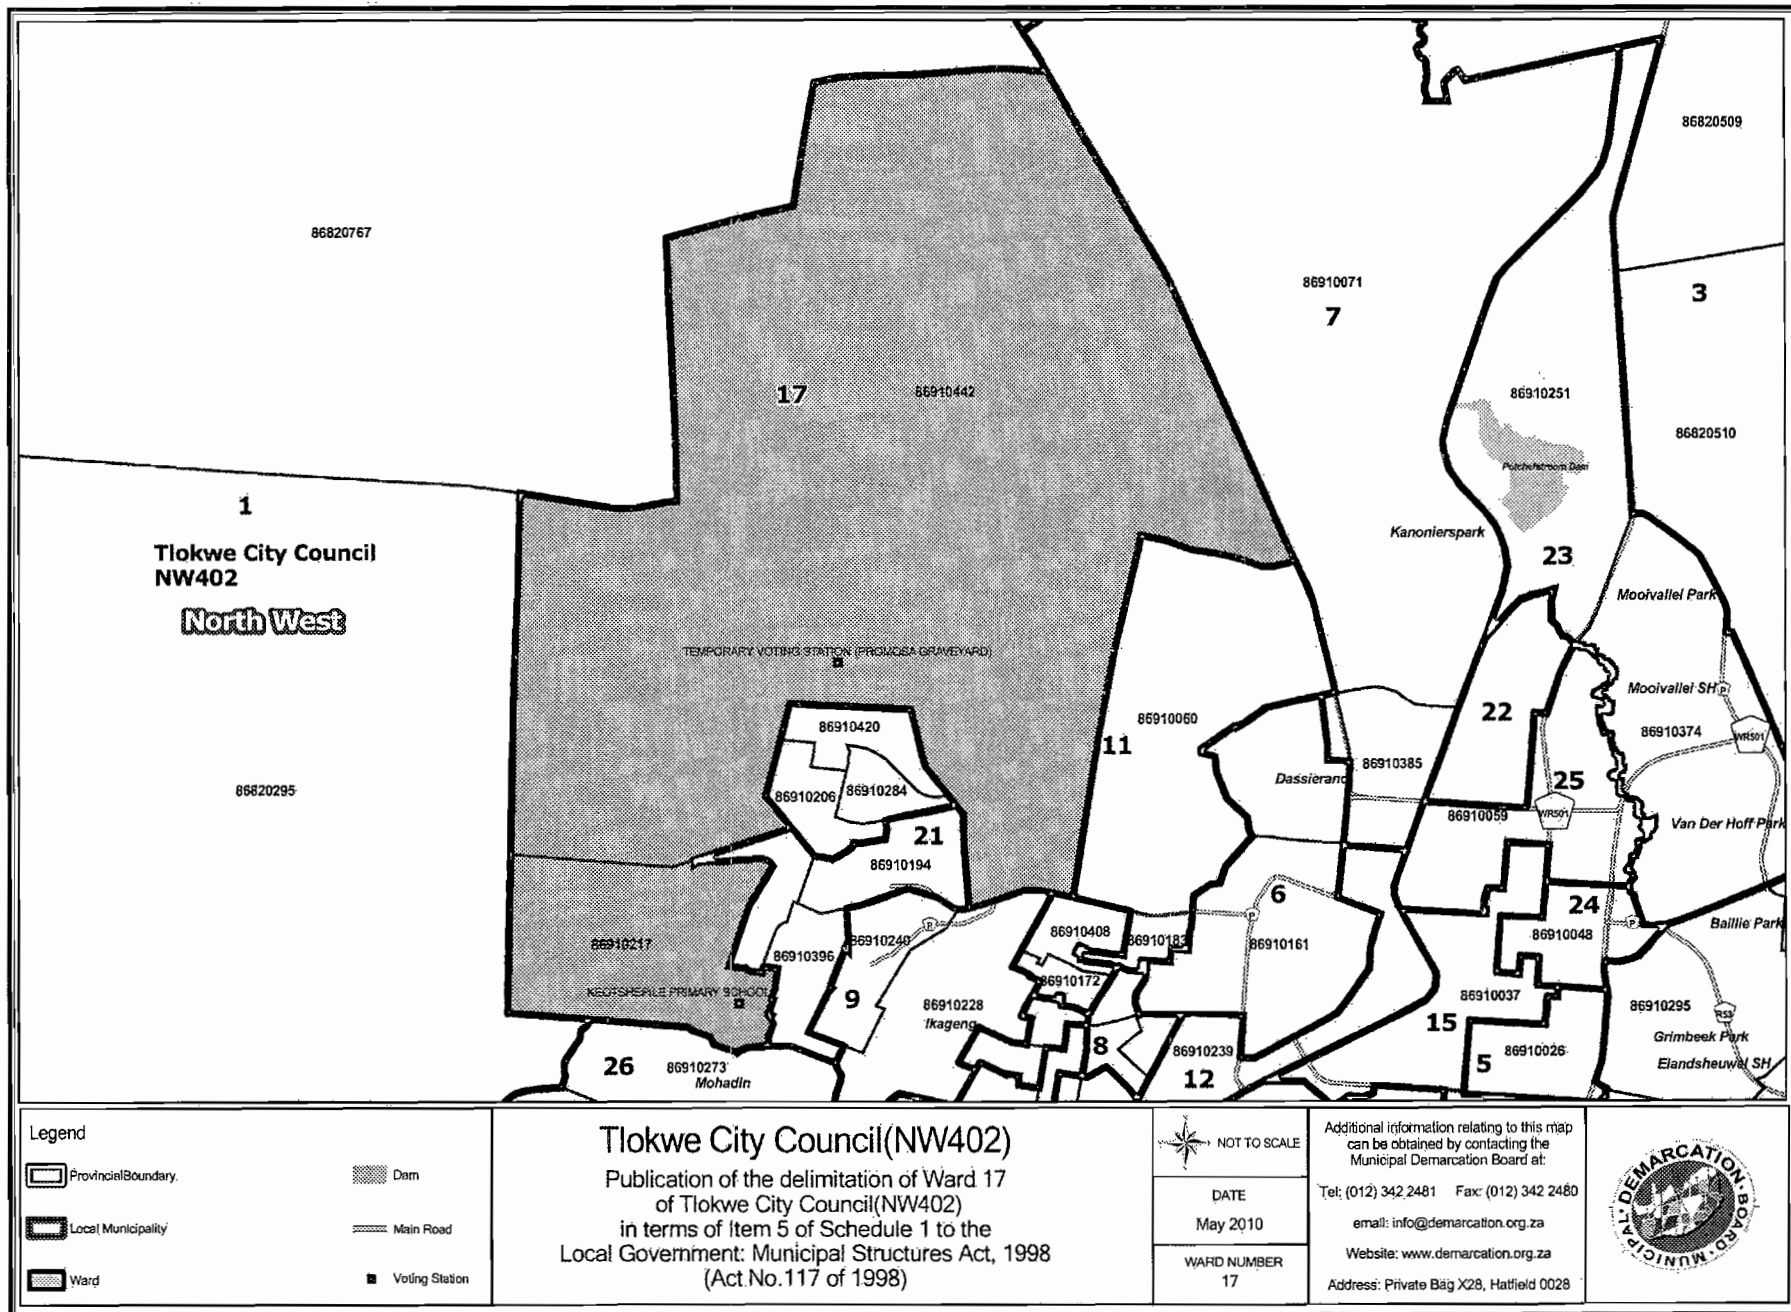 86820509
86820767
86910071
7
3
17
86910442
86910251
86820510
Potchefstroom Dam
1
Tlokwe City Council
NW402
North West
Kanonierspark
23
Mooivallei Park
TEMPORARY VOTING STATION (PROMOSA GRAVEYARD)
Mooivallei SH
P
86910420
86910060
22
86910374
WR501
11
86910385
Dassierand
25
86820295
86910206
86910284
WR501
86910059
Van Der Hoff Park
21
86910194
6
24
86910408
Baillie Park
86910217
86910240
P
86910183
P
86910161
86910048
P
86910396
86910172
KEOTSHEPILE PRIMARY SCHOOL
9
86910228
Ikageng
86910037
86910295
R53
15
Grimbeek Park
8
86910239
5
86910026
Elandsheuwel SH
26
86910273
Mohadin
12
Legend
ProvincialBoundary.
Local Municipality
Ward
Dam
Main Road
Voting Station
Tlokwe City Council(NW402)
Publication of the delimitation of Ward 17
of Tlokwe City Council(NW402)
in terms of Item 5 of Schedule 1 to the
Local Government: Municipal Structures Act, 1998
(Act No.117 of 1998)
NOT TO SCALE
DATE
May 2010
WARD NUMBER
17
Additional information relating to this map
can be obtained by contacting the
Municipal Demarcation Board at:
Tel: (012) 342 2481 Fax: (012) 342 2480
email: info@demarcation.org.za
Website: www.demarcation.org.za
Address: Private Bag X28, Hatfield 0028
MUNICIPAL DEMARCATION BOARD